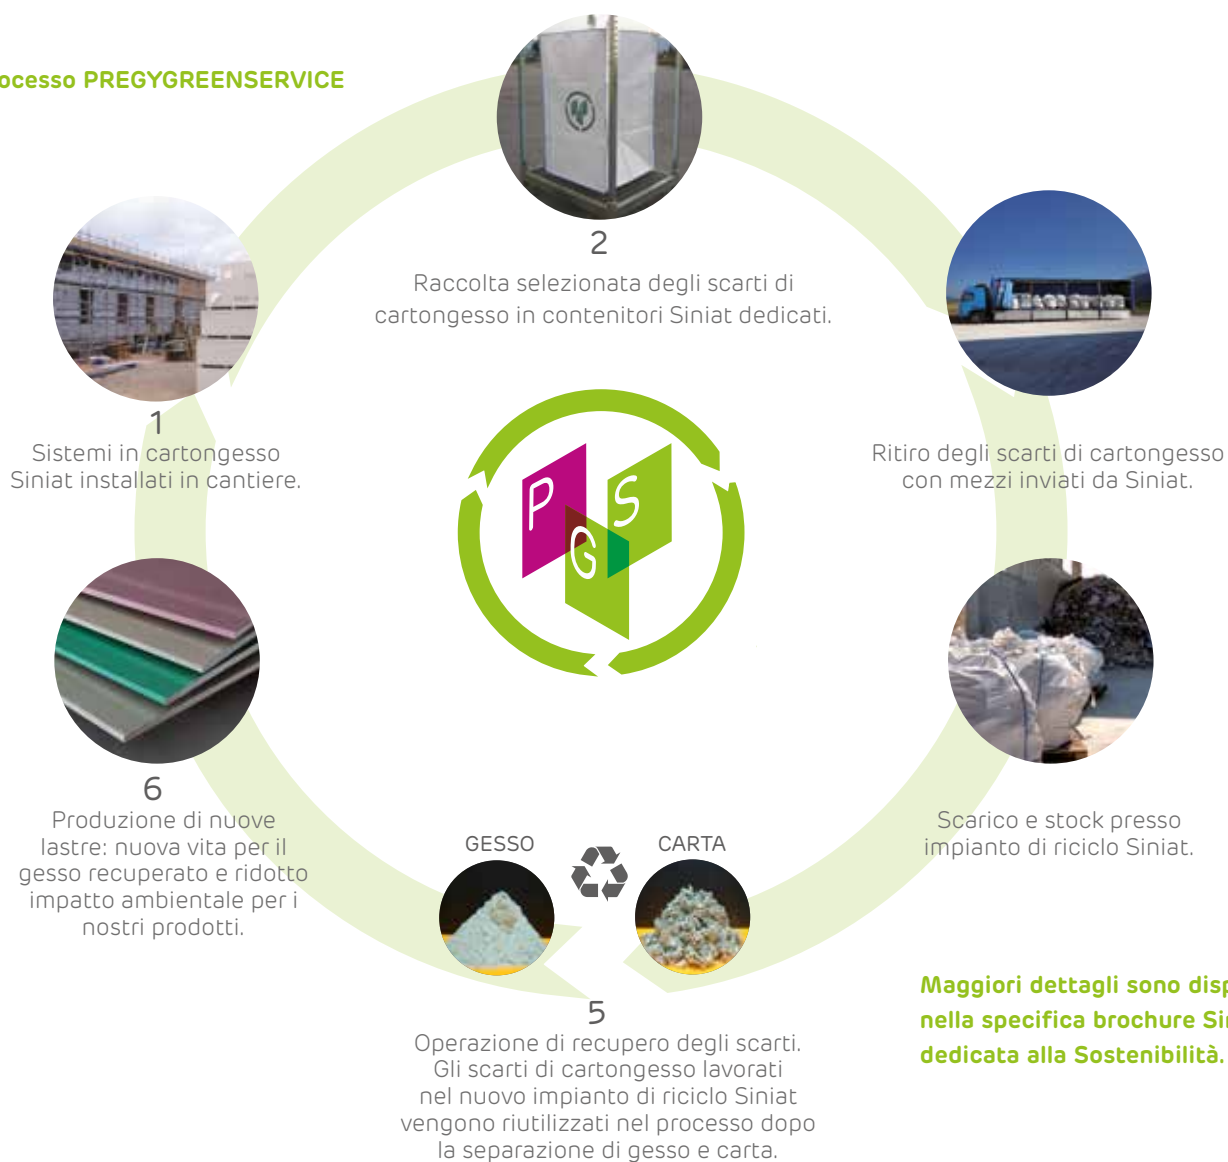 PREGYGREENSERVICE
2
Raccolta selezionata degli scarti di
cartongesso in contenitori Siniat dedicati.
1
Sistemi in cartongesso
Siniat installati in cantiere.
Ritiro degli scarti di cartongesso
con mezzi inviati da Siniat.
P
G
S
6
Produzione di nuove
lastre: nuova vita per il
gesso recuperato e ridotto
impatto ambientale per i
nostri prodotti.
Scarico e stock presso
impianto di riciclo Siniat.
GESSO
CARTA
5
Operazione di recupero degli scarti.
Gli scarti di cartongesso lavorati
nel nuovo impianto di riciclo Siniat
vengono riutilizzati nel processo dopo
la separazione di gesso e carta.
Maggiori dettagli sono
nella specifica brochure
dedicata alla Sostenibilità.